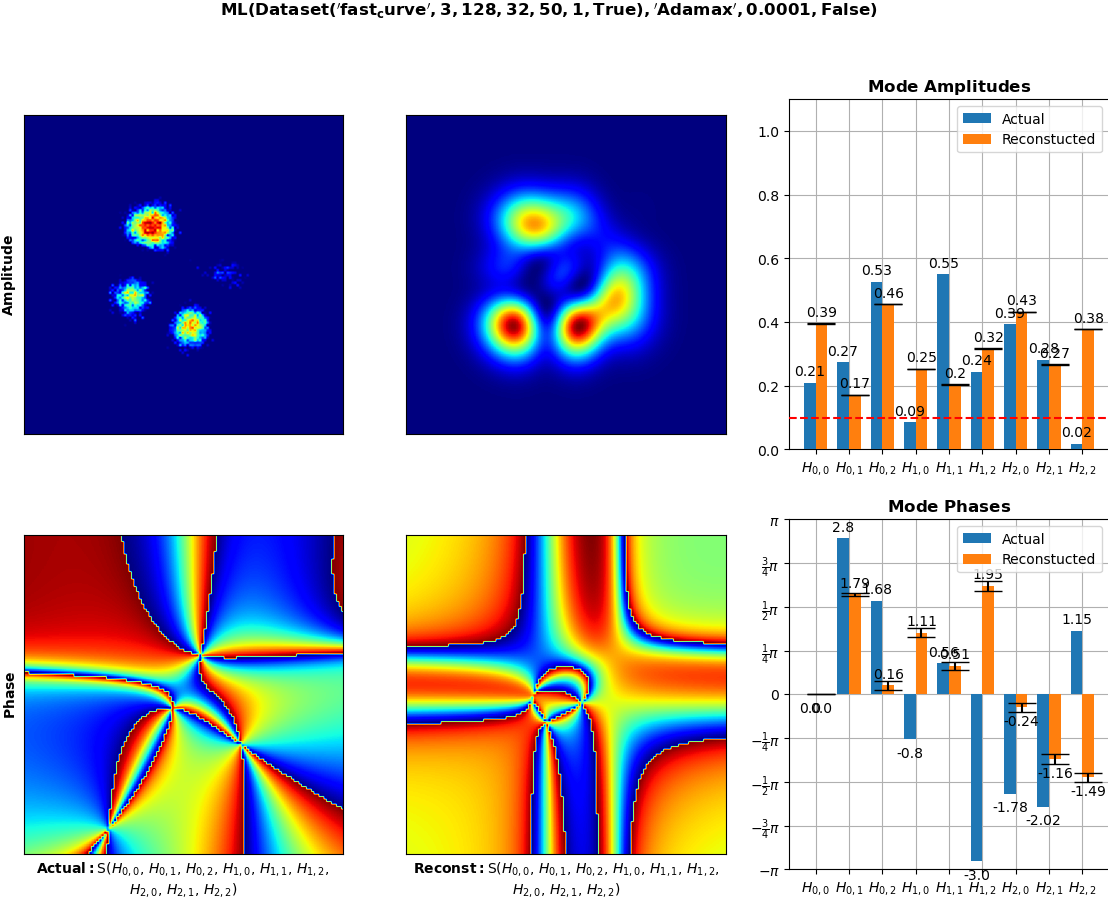 ML(Dataset('fast_curve', 3, 128, 32, 50, 1, True), 'Adamax', 0.0001, False)
Amplitude
Mode Amplitudes
Actual
Reconstucted
1.0
0.8
0.6
0.4
0.2
0.0
0.21
0.39
0.27
0.17
0.53
0.46
0.09
0.25
0.55
0.2
0.24
0.32
0.39
0.43
0.28
0.27
0.02
0.38
H0,0 H0,1 H0,2 H1,0 H1,1 H1,2 H2,0 H2,1 H2,2
Phase
Actual: S(H0,0, H0,1, H0,2, H1,0, H1,1, H1,2,
H2,0, H2,1, H2,2)
Reconst: S(H0,0, H0,1, H0,2, H1,0, H1,1, H1,2,
H2,0, H2,1, H2,2)
Mode Phases
Actual
Reconstucted
π
3/4π
1/2π
1/4π
0
−1/4π
−1/2π
−3/4π
−π
0.0
0.0
2.8
1.79
1.68
0.16
-0.8
1.11
0.56
0.51
-3.0
1.95
-1.78
-0.24
-2.02
-1.16
1.15
-1.49
H0,0 H0,1 H0,2 H1,0 H1,1 H1,2 H2,0 H2,1 H2,2